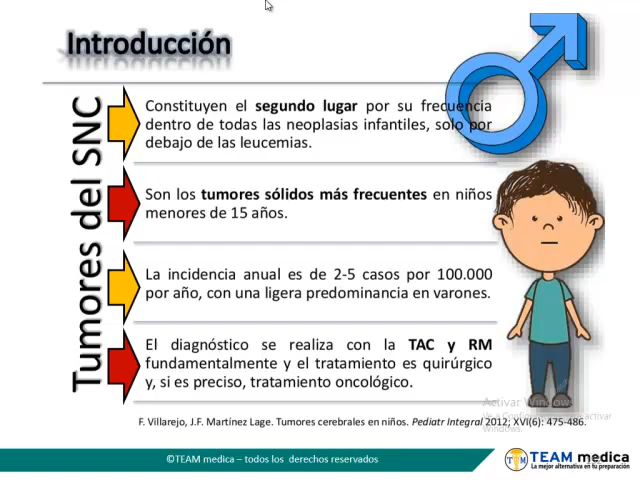 Introducción
Tumores del SNC
Constituyen el segundo lugar por su frecuencia
dentro de todas las neoplasias infantiles, solo por
debajo de las leucemias.
Son los tumores sólidos más frecuentes en niños
menores de 15 años.
La incidencia anual es de 2-5 casos por 100.000
por año, con una ligera predominancia en varones.
El diagnóstico se realiza con la TAC y RM
fundamentalmente y el tratamiento es quirúrgico
y, si es preciso, tratamiento oncológico.
Activar Windows
Ve a Configuración activar
Windows.
F. Villarejo, J.F. Martínez Lage. Tumores cerebrales en niños. Pediatr Integral 2012; XVI(6): 475-486.
©TEAM medica – todos los derechos reservados
TM
TEAM medica
La mejor alternativa en tu preparación